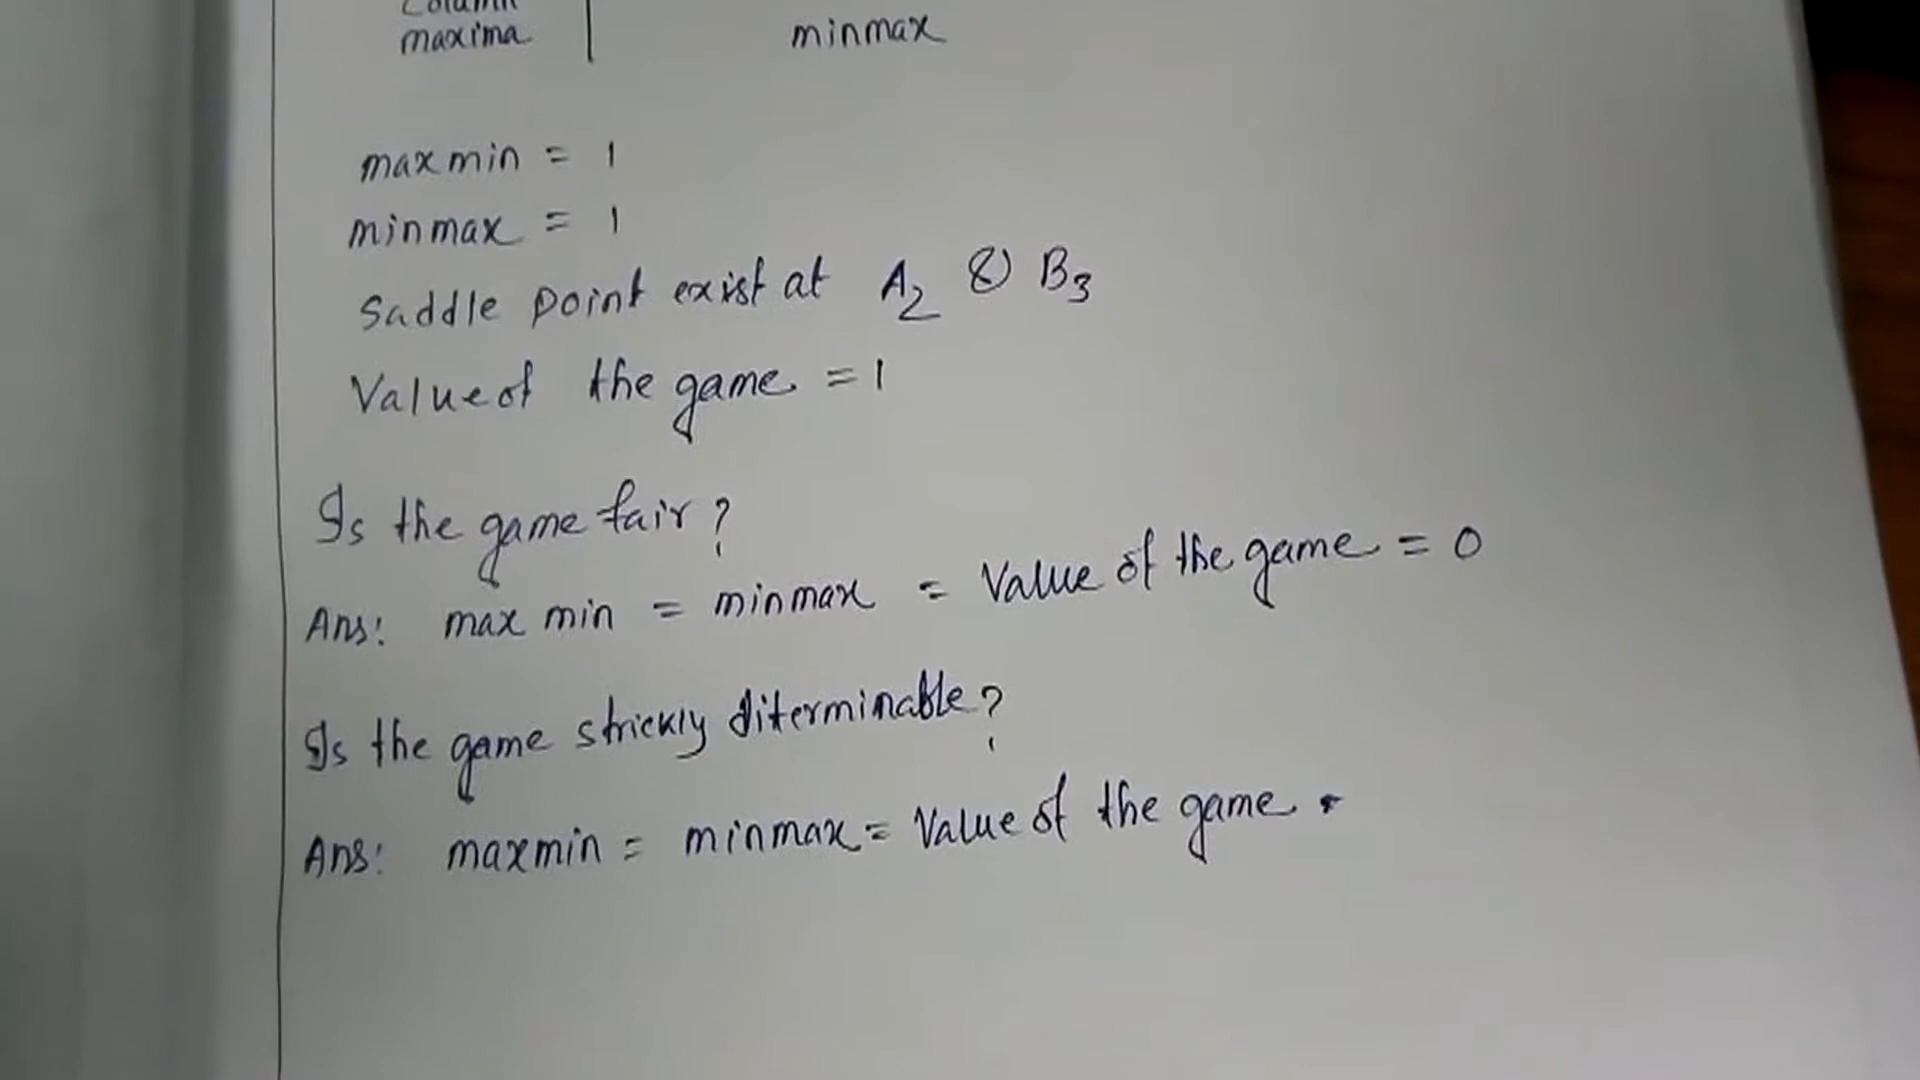 Column
maxima minmax
maxmin = 1
minmax = 1
Saddle point exist at A₂ & B₃
Value of the game = 1
Is the game fair?
Ans: max min = minmax = Value of the game = 0
Is the game strickly diterminable?
Ans: maxmin = minmax = Value of the game.